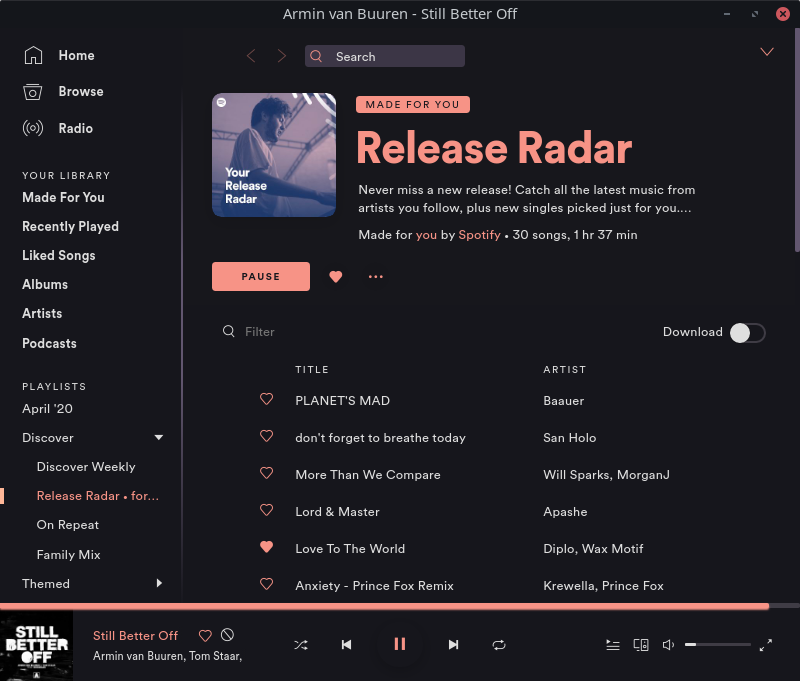 Armin van Buuren - Still Better Off
Home
Browse
Radio
YOUR LIBRARY
Made For You
Recently Played
Liked Songs
Albums
Artists
Podcasts
PLAYLISTS
April '20
Discover
Discover Weekly
Release Radar • for...
On Repeat
Family Mix
Themed
Search
Your
Release
Radar
MADE FOR YOU
Release Radar
Never miss a new release! Catch all the latest music from
artists you follow, plus new singles picked just for you....
Made for you by Spotify • 30 songs, 1 hr 37 min
PAUSE
Filter
Download
TITLE ARTIST
PLANET'S MAD Baauer
don't forget to breathe today San Holo
More Than We Compare Will Sparks, MorganJ
Lord & Master Apashe
Love To The World Diplo, Wax Motif
Anxiety - Prince Fox Remix Krewella, Prince Fox
STILL
BETTER
OFF
Still Better Off
Armin van Buuren, Tom Staar,